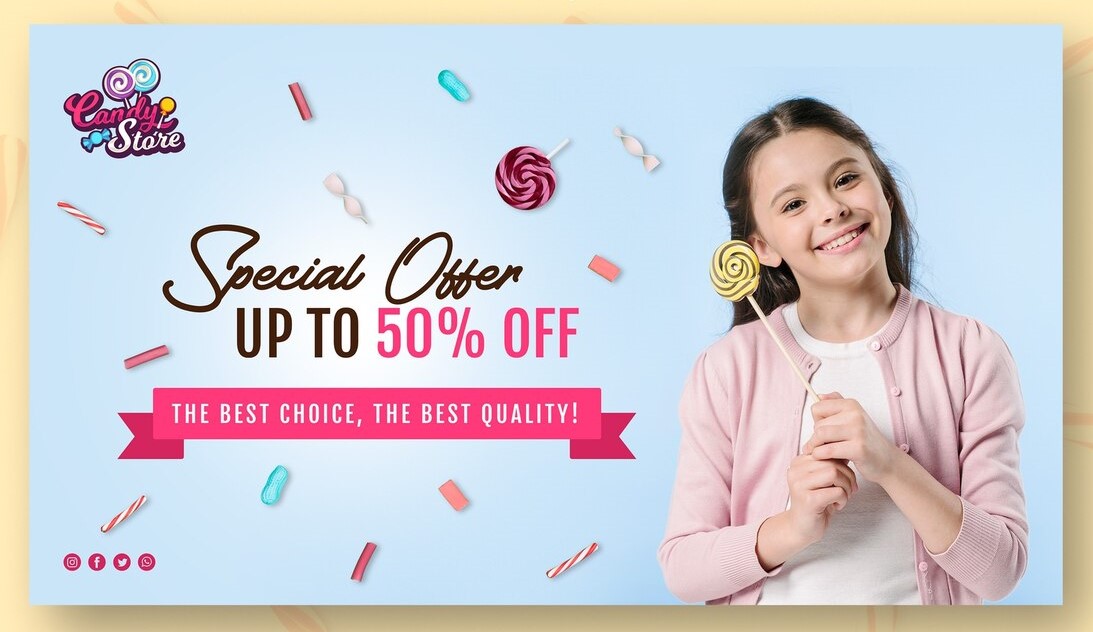 Candy
Store
Special Offer
UP TO 50% OFF
THE BEST CHOICE, THE BEST QUALITY!